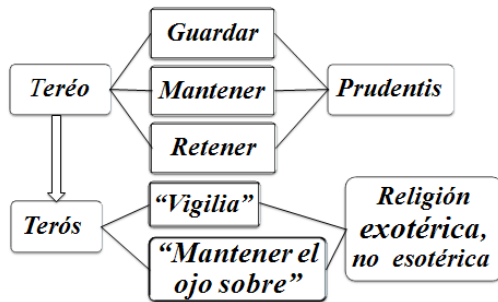 Guardar
Teréo
Mantener
Prudentis
Retener
Terós
“Vigilia”
“Mantener el
ojo sobre”
Religión
exotérica,
no esotérica